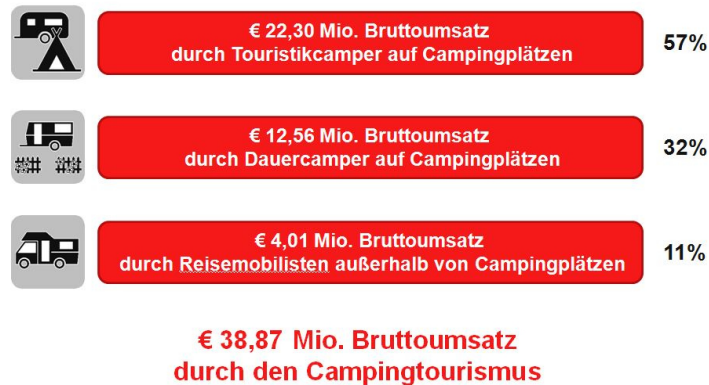 € 22,30 Mio. Bruttoumsatz
durch Touristikcamper auf Campingplätzen
57%
€ 12,56 Mio. Bruttoumsatz
durch Dauercamper auf Campingplätzen
32%
€ 4,01 Mio. Bruttoumsatz
durch Reisemobilisten außerhalb von Campingplätzen
11%
€ 38,87 Mio. Bruttoumsatz
durch den Campingtourismus